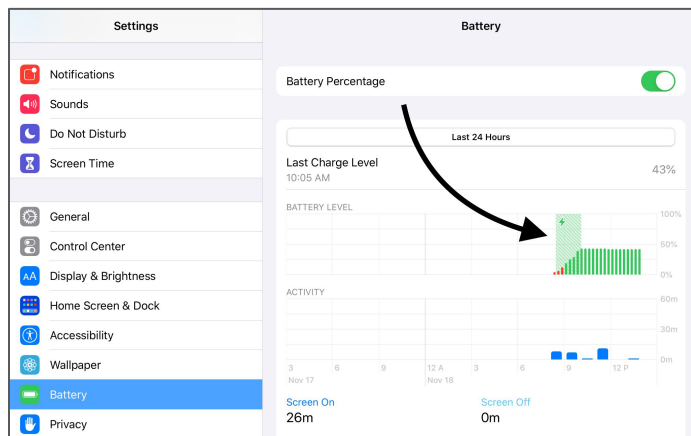 Settings
Battery
Notifications
Sounds
Do Not Disturb
Screen Time
General
Control Center
AA Display & Brightness
Home Screen & Dock
Accessibility
Wallpaper
Battery
Privacy
Battery Percentage
Last 24 Hours
Last Charge Level
10:05 AM
43%
BATTERY LEVEL
100%
50%
0%
ACTIVITY
60m
30m
0m
3 6 9 12 A 3 6 9 12 P
Nov 17 Nov 18
Screen On Screen Off
26m 0m